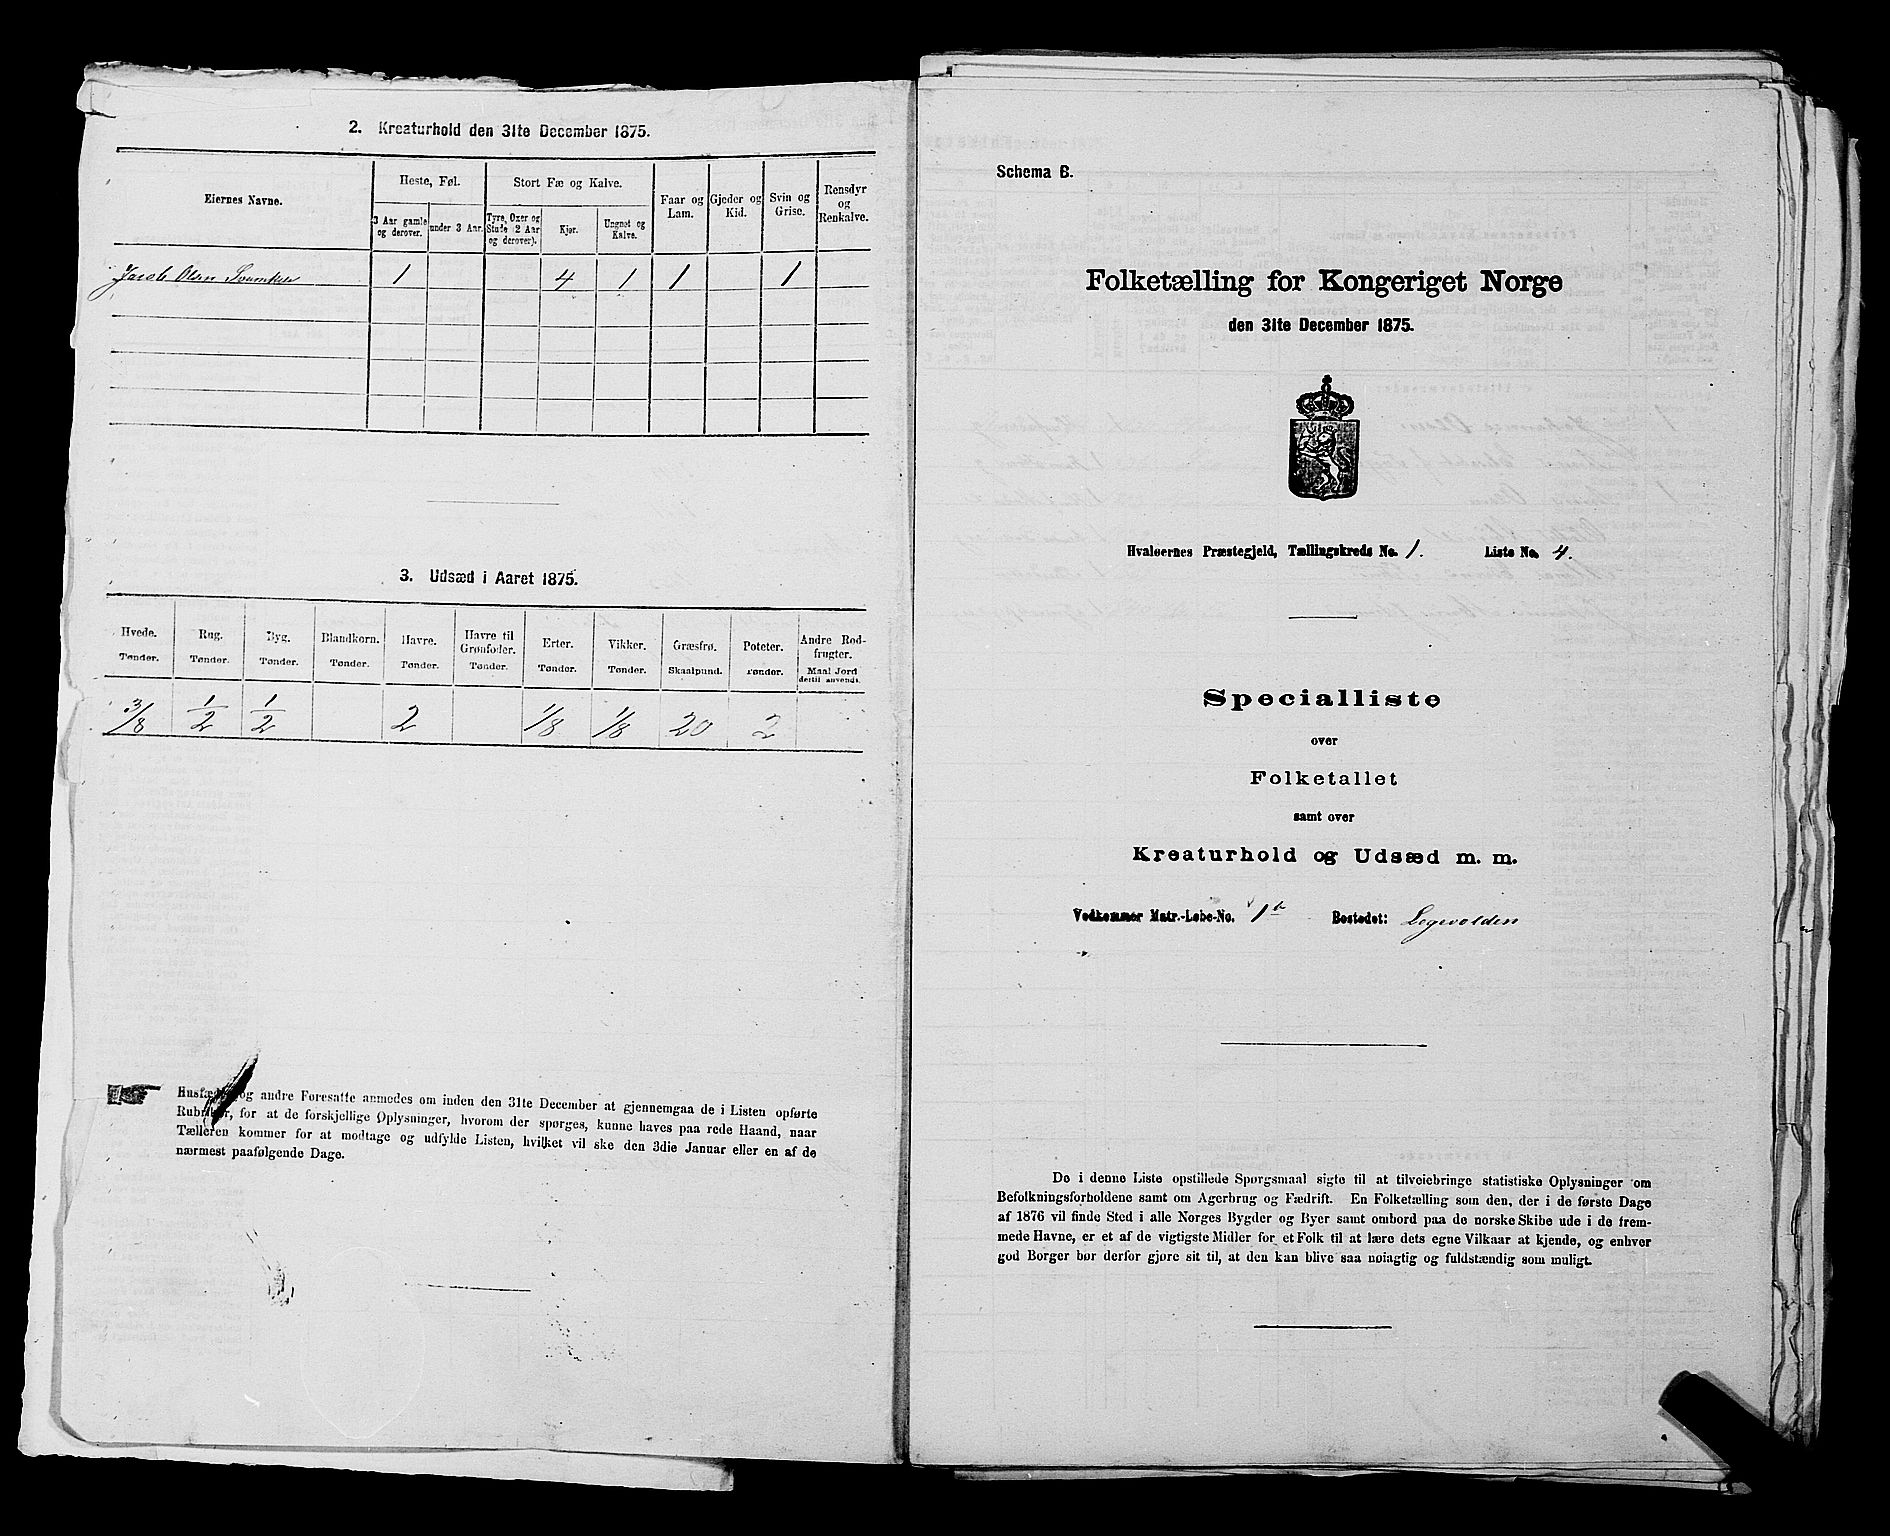 2. Kreaturhold den 31te December 1875.
Eiernes Navne.
Heste, Føl.
Stort Fæ og Kalve.
Faar og Lam.
Gjeder og Kid.
Svin og Grise.
Rensdyr og Renkalve.
3 Aar gamle og derover.
under 3 Aar.
Tyre, Oxer og Stude (2 Aar og derover).
Kjør.
Ungnøt og Kalve.
Jacob Olsen 1 4 1 1 1
3. Udsæd i Aaret 1875.
Hvede. Rug. Byg. Blandkorn. Havre. Havre til Grønfoder. Erter. Vikker. Græsfrø. Poteter. Andre Rodfrugter.
Tønder. Tønder. Tønder. Tønder. Tønder. Tønder. Tønder. Tønder. Skaalpund. Tønder. Maal Jord dertil anvendt.
3/8 1/2 1/2 2 1/8 1/8 20 2
Husfædre og andre Foresatte anmodes om inden den 31te December at gjennemgaa de i Listen opførte
Rubriker, for at de forskjellige Oplysninger, hvorom der spørges, kunne haves paa rede Haand, naar
Tælleren kommer for at modtage og udfylde Listen, hvilket vil ske den 3die Januar eller en af de
nærmest paafølgende Dage.
Schema B.
Folketælling for Kongeriget Norge
den 31te December 1875.
Hvaløernes Præstegjeld, Tællingskreds No. 1. Liste No. 4.
Specialliste
over
Folketallet
samt over
Kreaturhold og Udsæd m. m.
Vedkommer Matr.-Løbe-No. 1b Bostedet: Løgevolden
De i denne Liste opstillede Spørgsmaal sigte til at tilveiebringe statistiske Oplysninger om
Befolkningsforholdene samt om Agerbrug og Fædrift. En Folketælling som den, der i de første Dage
af 1876 vil finde Sted i alle Norges Bygder og Byer samt ombord paa de norske Skibe ude i de frem-
mede Havne, er et af de vigtigste Midler for et Folk til at lære dets egne Vilkaar at kjende, og enhver
god Borger bør derfor gjøre sit til, at den kan blive saa nøiagtig og fuldstændig som muligt.